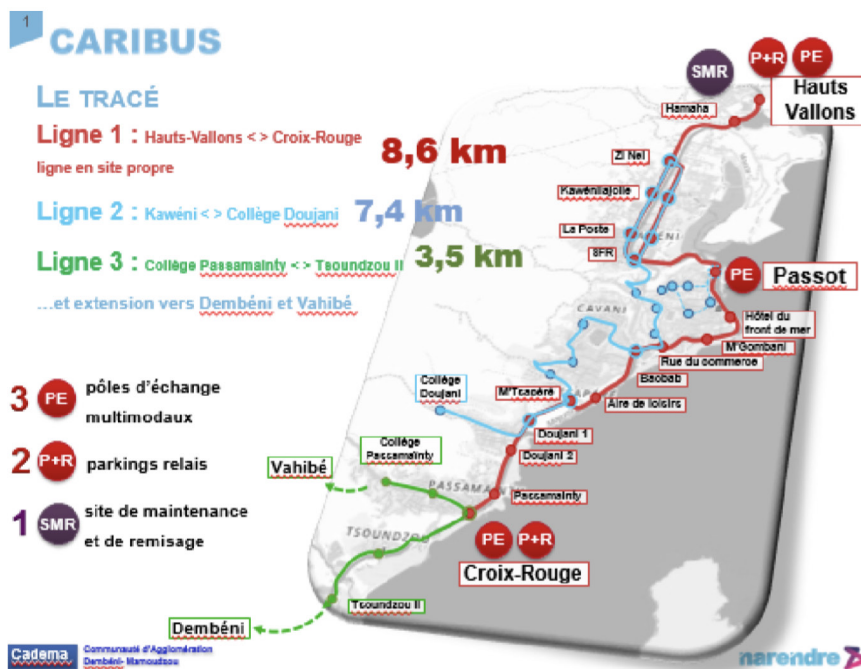 1
CARIBUS
LE TRACÉ
Ligne 1 : Hauts-Vallons < > Croix-Rouge
8,6 km
ligne en site propre
Ligne 2 : Kawéni < > Collège Doujani
7,4 km
Ligne 3 : Collège Passamainty < > Tsoundzou II
3,5 km
...et extension vers Dembéni et Vahibé
3 PE pôles d'échange
multimodaux
2 P+R parkings relais
1 SMR site de maintenance
et de remisage
SMR
P+R
PE
Hauts
Vallons
Hamaha
ZI Nel
Kawénilajolie
La Poste
SFR
PE
Passot
CAVANI
Hôtel du
front de mer
M'Gombani
Rue du commerce
Baobab
Aire de loisirs
M'Tsapéré
Collège
Doujani
Doujani 1
Doujani 2
Collège
Passamaïnty
Vahibé
Passamainty
TSOUNDZOU
PE
P+R
Croix-Rouge
Tsoundzou II
Dembéni
Cadema
Communauté d'Agglomération
Dembéni- Mamoudzou
narendre